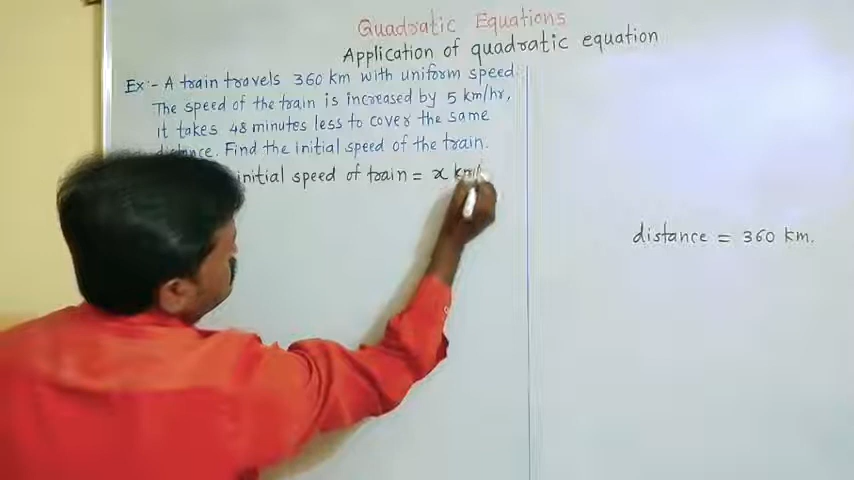 Quadratic Equations
Application of quadratic equation
Ex:- A train travels 360 km with uniform speed.
The speed of the train is increased by 5 km/hr,
it takes 48 minutes less to cover the same
distance. Find the initial speed of the train.
initial speed of train = x km/
distance = 360 km.